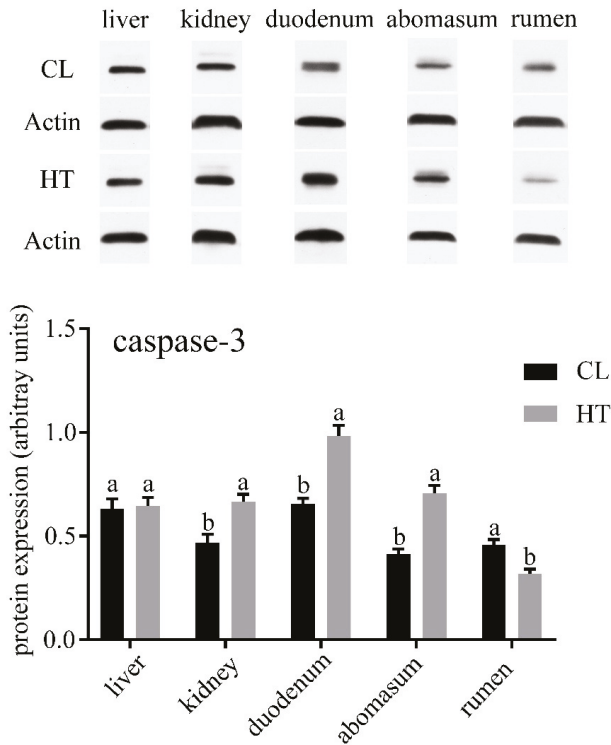 liver kidney duodenum abomasum rumen
CL
Actin
HT
Actin
protein expression (arbitray units)
1.5
1.0
0.5
0.0
caspase-3
CL
HT
a a b a b a b a a b
liver kidney duodenum abomasum rumen